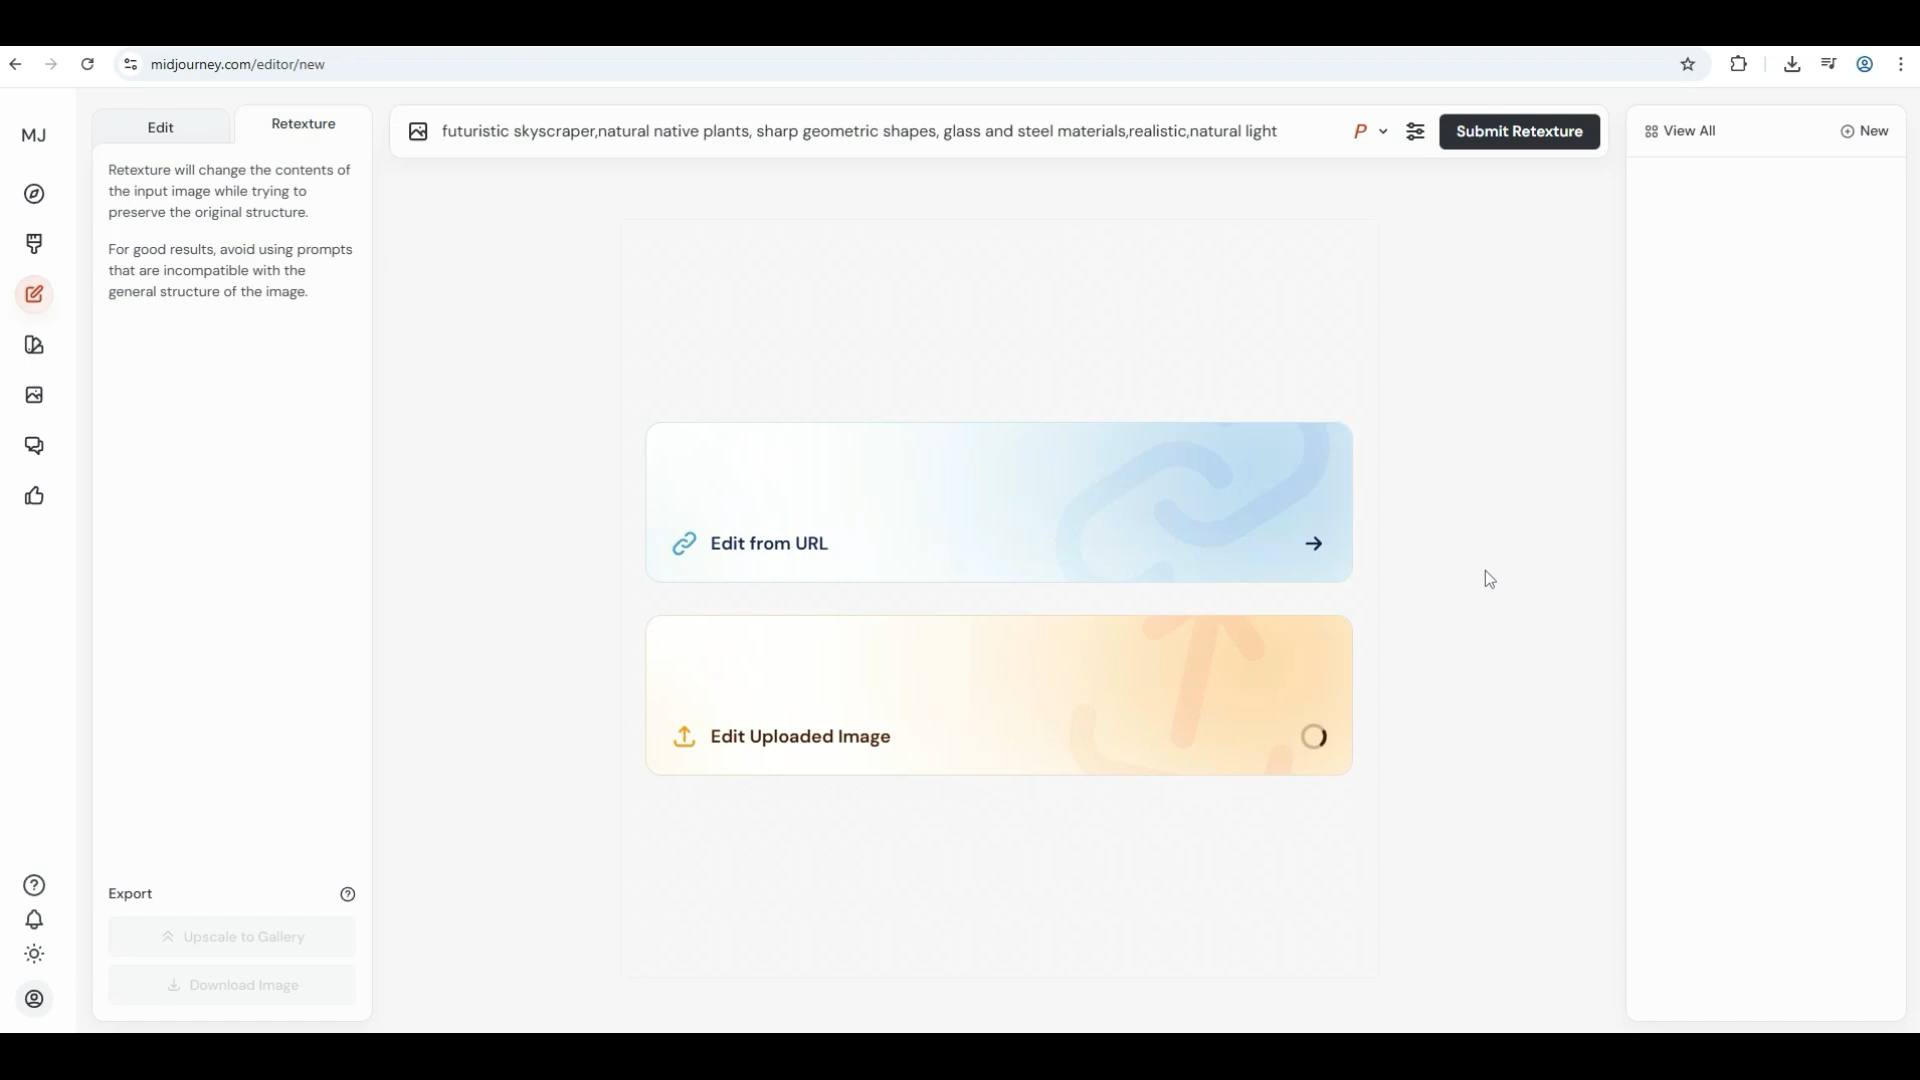 midjourney.com/editor/new
MJ
Edit
Retexture
Retexture will change the contents of
the input image while trying to
preserve the original structure.
For good results, avoid using prompts
that are incompatible with the
general structure of the image.
futuristic skyscraper,natural native plants, sharp geometric shapes, glass and steel materials,realistic,natural light
P
Submit Retexture
View All
New
Edit from URL
Edit Uploaded Image
Export
Upscale to Gallery
Download Image